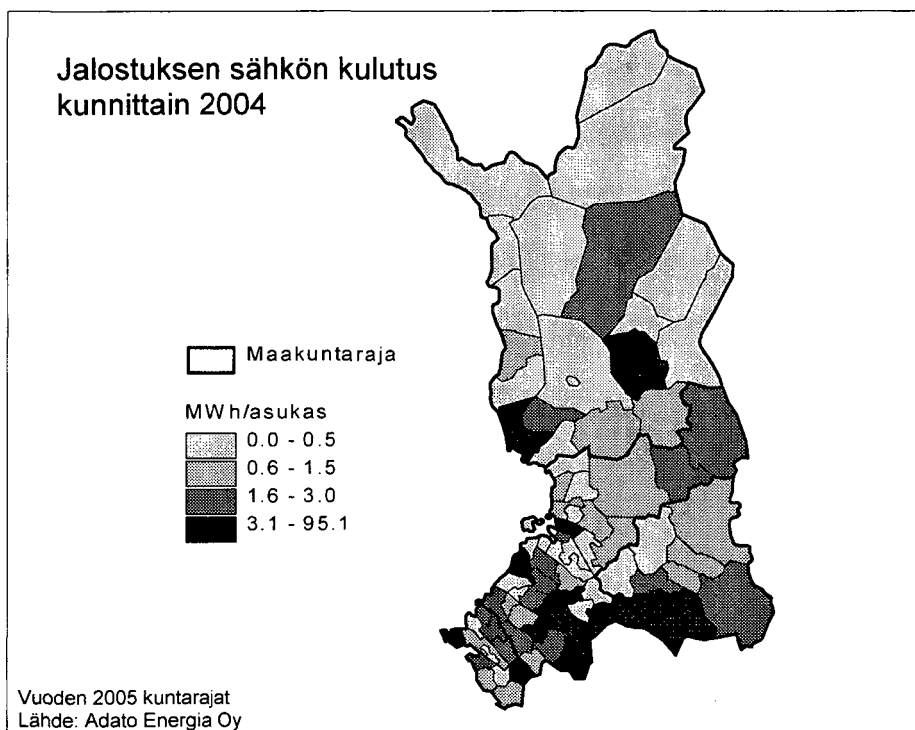 Jalostuksen sähkön kulutus
kunnittain 2004
Maakuntaraja
MWh/asukas
0.0 - 0.5
0.6 - 1.5
1.6 - 3.0
3.1 - 95.1
Vuoden 2005 kuntarajat
Lähde: Adato Energia Oy